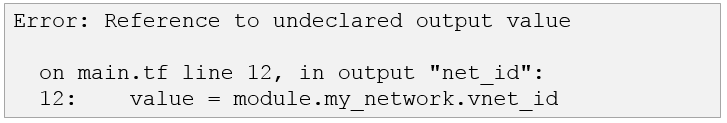 Error: Reference to undeclared output value
on main.tf line 12, in output "net_id":
12:    value = module.my_network.vnet_id